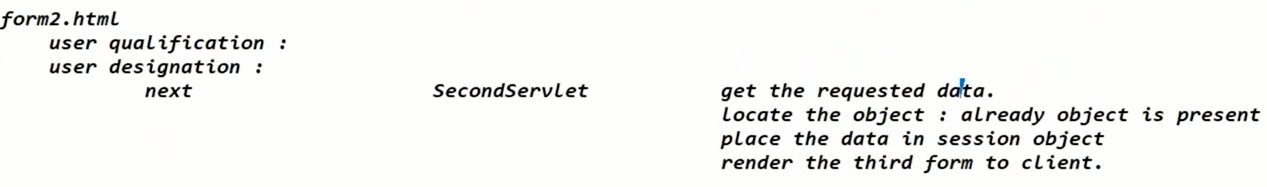 form2.html
user qualification :
user designation :
next SecondServlet get the requested data.
locate the object : already object is present
place the data in session object
render the third form to client.